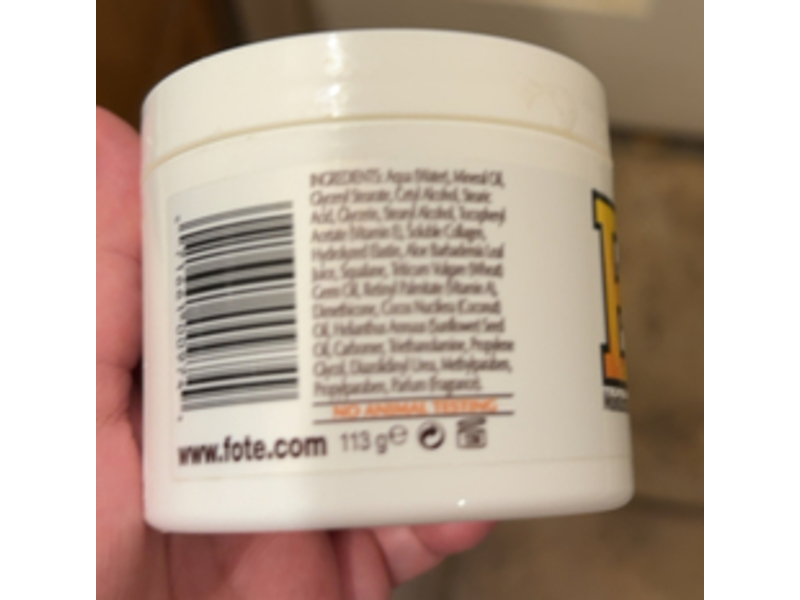 INGREDIENTS: Aqua (Water), Mineral Oil,
Glyceryl Stearate, Cetyl Alcohol, Stearic
Acid, Glycerin, Stearyl Alcohol, Tocopheryl
Acetate (Vitamin E), Soluble Collagen,
Hydrolyzed Elastin, Aloe Barbadensis Leaf
Juice, Squalane, Triticum Vulgare (Wheat)
Germ Oil, Retinyl Palmitate (Vitamin A),
Dimethicone, Cocos Nucifera (Coconut)
Oil, Helianthus Annuus (Sunflower) Seed
Oil, Carbomer, Triethanolamine, Propylene
Glycol, Diazolidinyl Urea, Methylparaben,
Propylparaben, Parfum (Fragrance).
NO ANIMAL TESTING
www.fote.com 113 g e